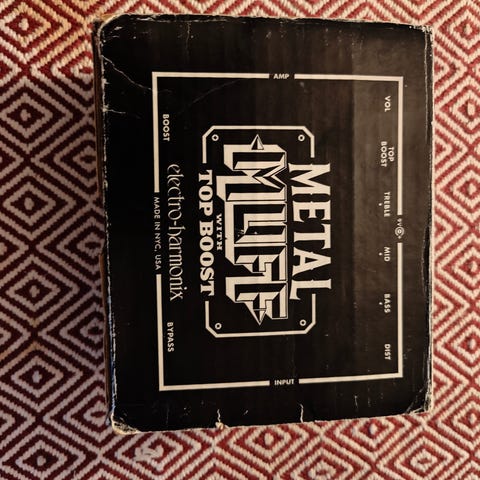 9V
VOL
TOP
BOOST
TREBLE
MID
BASS
DIST
AMP
INPUT
METAL
MUFF
WITH
TOP BOOST
BOOST
electro-harmonix
BYPASS
MADE IN NYC, USA